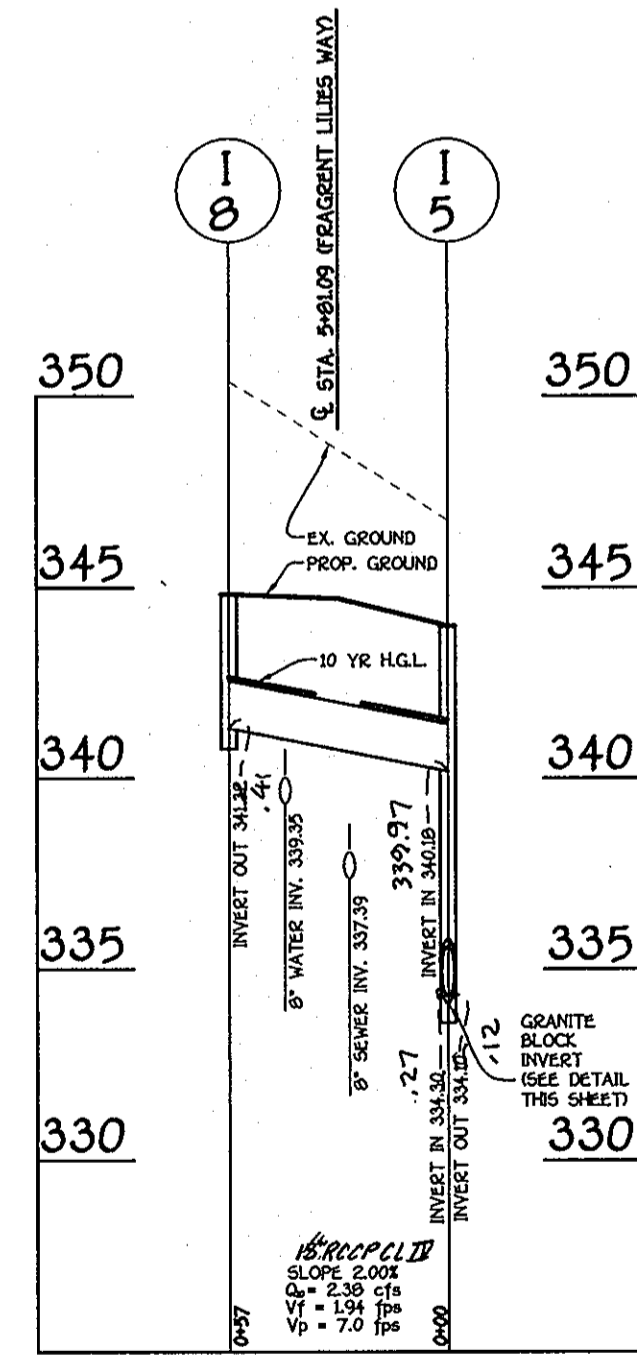 ℄ STA. 5+81.09 (FRAGRENT LILIES WAY)
I
8
I
5
350
350
EX. GROUND
PROP. GROUND
345
345
10 YR H.G.L.
340
340
INVERT OUT 341.32
.41
8" WATER INV. 339.35
8" SEWER INV. 337.39
339.97
INVERT IN 340.18
335
335
GRANITE
BLOCK
INVERT
(SEE DETAIL
THIS SHEET)
.12
.27
INVERT IN 334.30
INVERT OUT 334.10
330
330
RCCP CL IV
SLOPE 2.00%
= 2.38 cfs
Vf = 1.94 fps
Vp = 7.0 fps
0+57
0+00